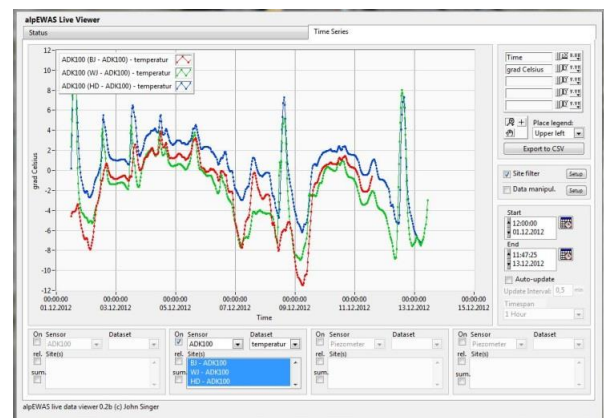 alpEWAS Live Viewer
Status
Time Series
12-
10-
8-
6-
4-
2-
0-
-2-
-4-
-6-
-8-
-10-
-12-
grad Celsius
ADK100 (BJ - ADK100) - temperatur
ADK100 (WJ - ADK100) - temperatur
ADK100 (HD - ADK100) - temperatur
00:00:00 00:00:00 00:00:00 00:00:00 00:00:00 00:00:00 00:00:00 00:00:00
01.12.2012 03.12.2012 05.12.2012 07.12.2012 09.12.2012 11.12.2012 13.12.2012 15.12.2012
Time
Time
grad Celsius
Place legend:
Upper left
Export to CSV
Site filter Setup
Data manipul. Setup
Start
12:00:00
01.12.2012
End
11:47:25
13.12.2012
Auto-update
Update Interval: 0,5
Timespan
1 Hour
On Sensor Dataset
ADK100
rel. Site(s)
sum.
On Sensor Dataset
ADK100 temperatur
rel. Site(s)
BJ - ADK100
WJ - ADK100
HD - ADK100
sum.
On Sensor Dataset
Piezometer
rel. Site(s)
sum.
On Sensor Dataset
Piezometer
rel. Site(s)
sum.
alpEWAS live data viewer 0.2b (c) John Singer